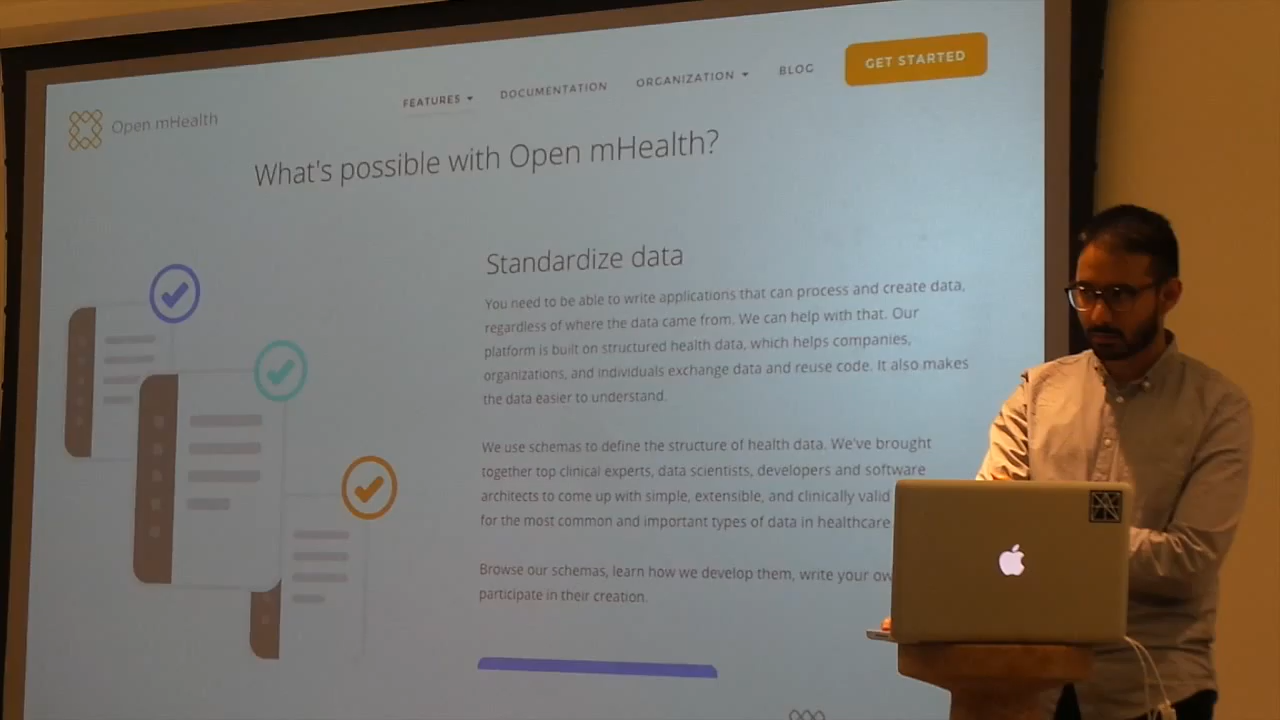 Open mHealth
FEATURES
DOCUMENTATION
ORGANIZATION
BLOG
GET STARTED
What's possible with Open mHealth?
Standardize data
You need to be able to write applications that can process and create data,
regardless of where the data came from. We can help with that. Our
platform is built on structured health data, which helps companies,
organizations, and individuals exchange data and reuse code. It also makes
the data easier to understand.
We use schemas to define the structure of health data. We've brought
together top clinical experts, data scientists, developers and software
architects to come up with simple, extensible, and clinically valid
for the most common and important types of data in healthcare.
Browse our schemas, learn how we develop them, write your
participate in their creation.